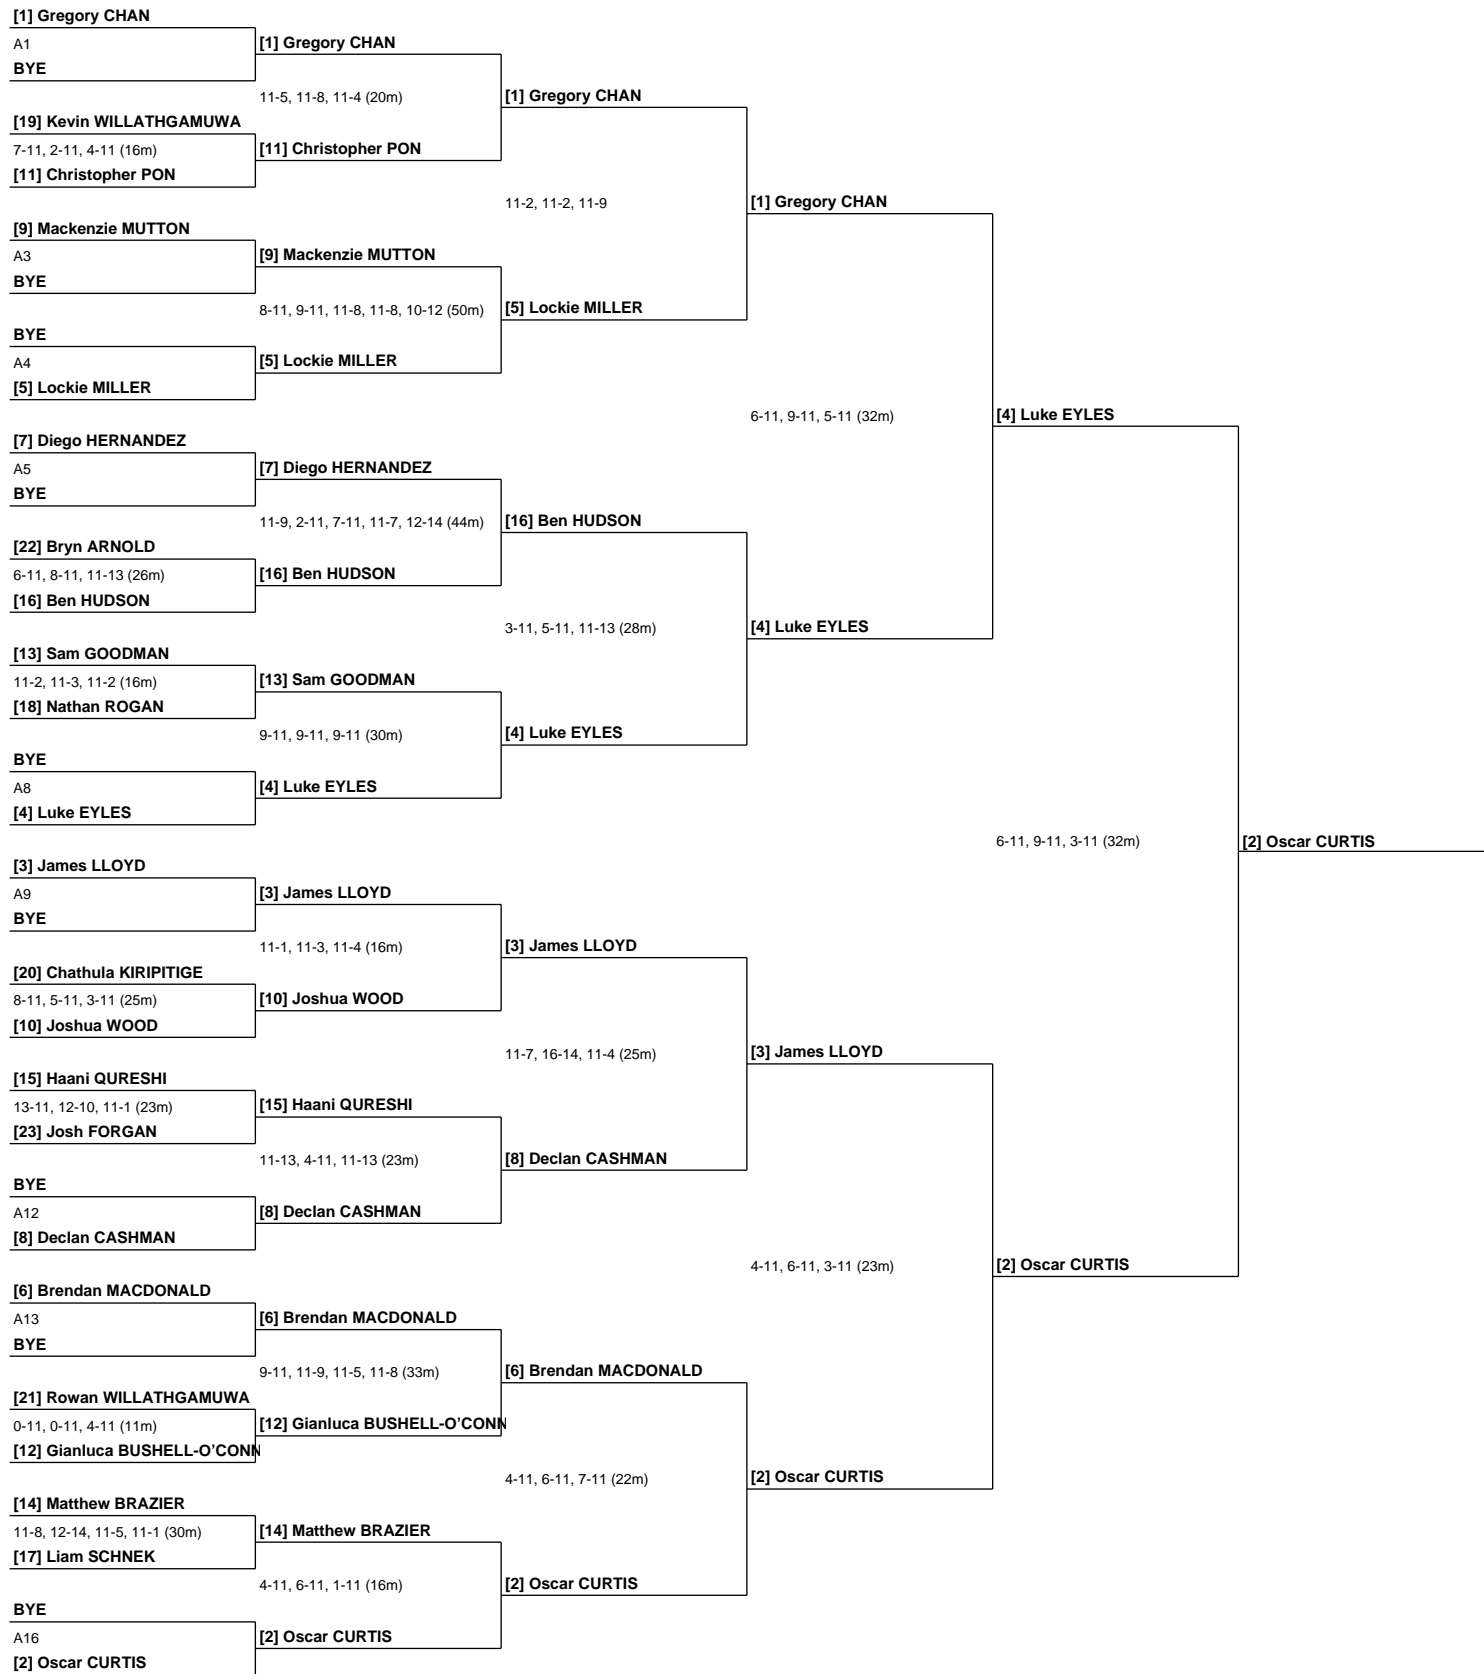 [1] Gregory CHAN
A1
[1] Gregory CHAN
BYE
11-5, 11-8, 11-4 (20m)
[1] Gregory CHAN
[19] Kevin WILLATHGAMUWA
7-11, 2-11, 4-11 (16m)
[11] Christopher PON
[11] Christopher PON
11-2, 11-2, 11-9
[1] Gregory CHAN
[9] Mackenzie MUTTON
A3
[9] Mackenzie MUTTON
BYE
8-11, 9-11, 11-8, 11-8, 10-12 (50m)
[5] Lockie MILLER
BYE
A4
[5] Lockie MILLER
[5] Lockie MILLER
6-11, 9-11, 5-11 (32m)
[4] Luke EYLES
[7] Diego HERNANDEZ
A5
[7] Diego HERNANDEZ
BYE
11-9, 2-11, 7-11, 11-7, 12-14 (44m)
[16] Ben HUDSON
[22] Bryn ARNOLD
6-11, 8-11, 11-13 (26m)
[16] Ben HUDSON
[16] Ben HUDSON
3-11, 5-11, 11-13 (28m)
[4] Luke EYLES
[13] Sam GOODMAN
11-2, 11-3, 11-2 (16m)
[13] Sam GOODMAN
[18] Nathan ROGAN
9-11, 9-11, 9-11 (30m)
[4] Luke EYLES
BYE
A8
[4] Luke EYLES
[4] Luke EYLES
6-11, 9-11, 3-11 (32m)
[2] Oscar CURTIS
[3] James LLOYD
A9
[3] James LLOYD
BYE
11-1, 11-3, 11-4 (16m)
[3] James LLOYD
[20] Chathula KIRIPITIGE
8-11, 5-11, 3-11 (25m)
[10] Joshua WOOD
[10] Joshua WOOD
11-7, 16-14, 11-4 (25m)
[3] James LLOYD
[15] Haani QURESHI
13-11, 12-10, 11-1 (23m)
[15] Haani QURESHI
[23] Josh FORGAN
11-13, 4-11, 11-13 (23m)
[8] Declan CASHMAN
BYE
A12
[8] Declan CASHMAN
[8] Declan CASHMAN
4-11, 6-11, 3-11 (23m)
[2] Oscar CURTIS
[6] Brendan MACDONALD
A13
[6] Brendan MACDONALD
BYE
9-11, 11-9, 11-5, 11-8 (33m)
[6] Brendan MACDONALD
[21] Rowan WILLATHGAMUWA
0-11, 0-11, 4-11 (11m)
[12] Gianluca BUSHELL-O’CONN
[12] Gianluca BUSHELL-O’CONN
4-11, 6-11, 7-11 (22m)
[2] Oscar CURTIS
[14] Matthew BRAZIER
11-8, 12-14, 11-5, 11-1 (30m)
[14] Matthew BRAZIER
[17] Liam SCHNEK
4-11, 6-11, 1-11 (16m)
[2] Oscar CURTIS
BYE
A16
[2] Oscar CURTIS
[2] Oscar CURTIS